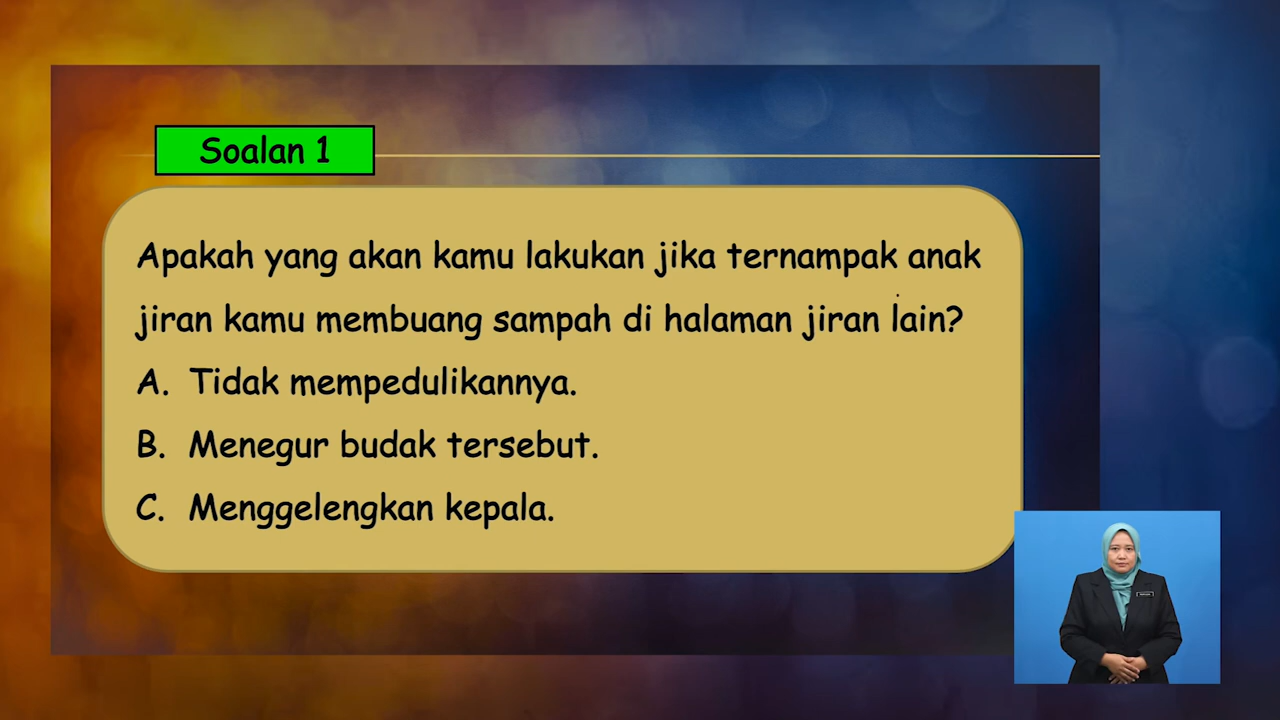 Soalan 1
Apakah yang akan kamu lakukan jika ternampak anak
jiran kamu membuang sampah di halaman jiran lain?
A. Tidak mempedulikannya.
B. Menegur budak tersebut.
C. Menggelengkan kepala.